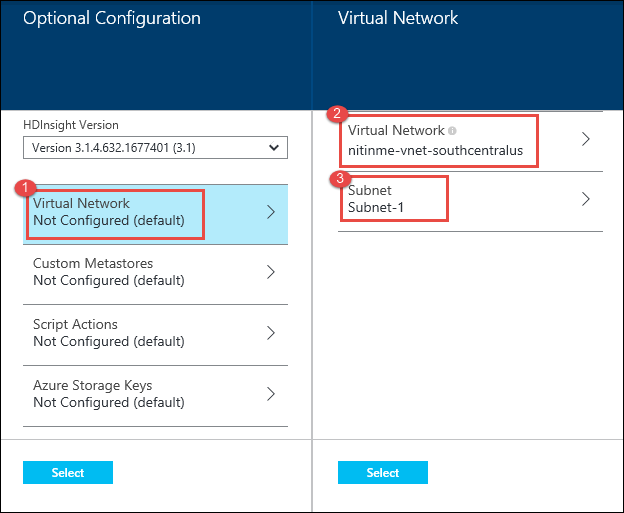 Optional Configuration
HDInsight Version
Version 3.1.4.632.1677401 (3.1)
1
Virtual Network
Not Configured (default)
Custom Metastores
Not Configured (default)
Script Actions
Not Configured (default)
Azure Storage Keys
Not Configured (default)
Select
Virtual Network
2
Virtual Network
nitinme-vnet-southcentralus
3
Subnet
Subnet-1
Select